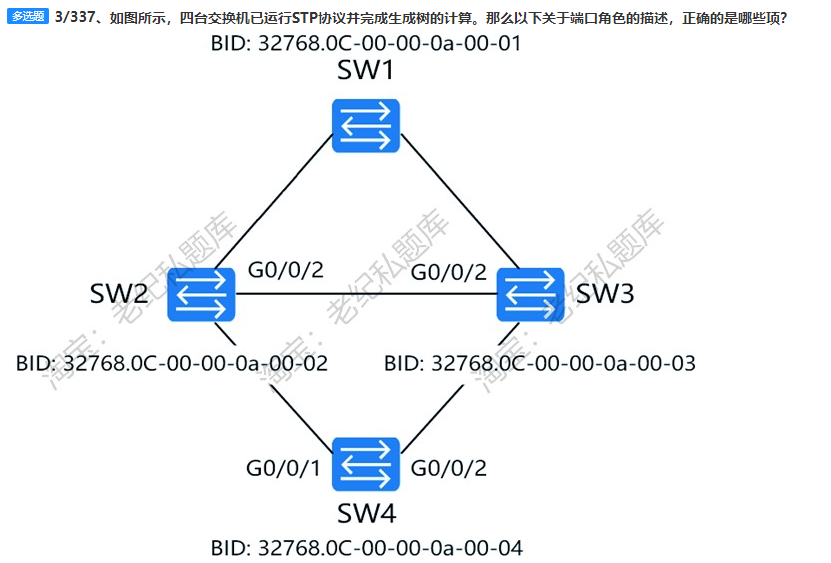 多选题 3/337、如图所示，四台交换机已运行STP协议并完成生成树的计算。那么以下关于端口角色的描述，正确的是哪些项？
BID: 32768.0C-00-00-0a-00-01
SW1
G0/0/2
G0/0/2
SW2
SW3
BID: 32768.0C-00-00-0a-00-02
BID: 32768.0C-00-00-0a-00-03
G0/0/1
G0/0/2
SW4
BID: 32768.0C-00-00-0a-00-04
淘宝：老纪私题库
淘宝：老纪私题库
淘宝：老纪私题库